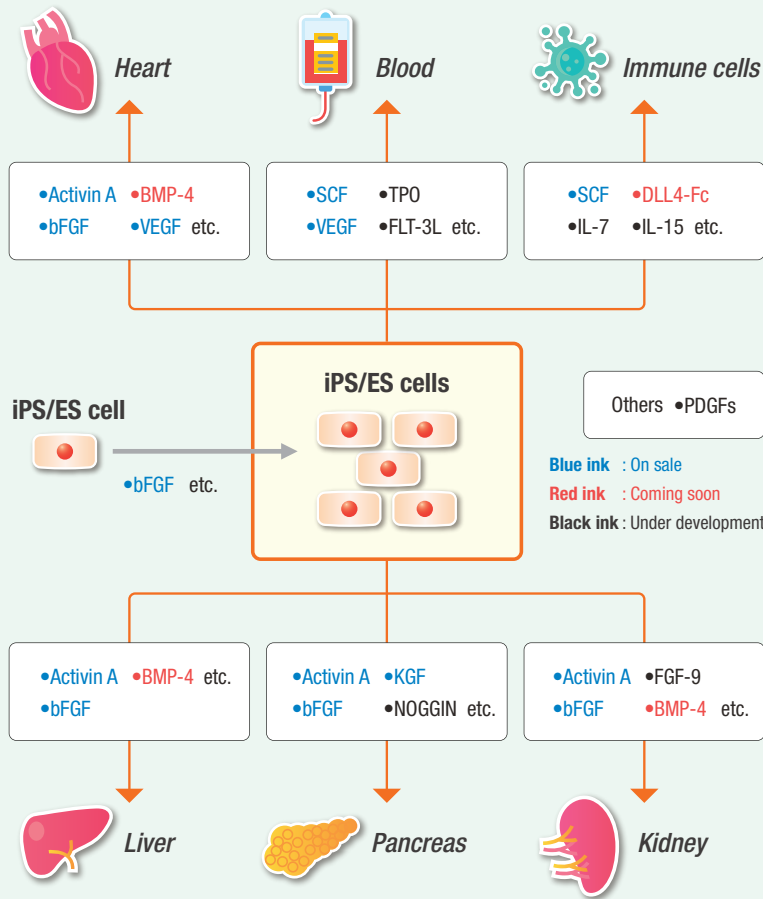 Heart
Blood
Immune cells
•Activin A •BMP-4
•bFGF •VEGF etc.
•SCF •TPO
•VEGF •FLT-3L etc.
•SCF •DLL4-Fc
•IL-7 •IL-15 etc.
iPS/ES cell
•bFGF etc.
iPS/ES cells
Others •PDGFs
Blue ink : On sale
Red ink : Coming soon
Black ink : Under development
•Activin A •BMP-4 etc.
•bFGF
•Activin A •KGF
•bFGF •NOGGIN etc.
•Activin A •FGF-9
•bFGF •BMP-4 etc.
Liver
Pancreas
Kidney